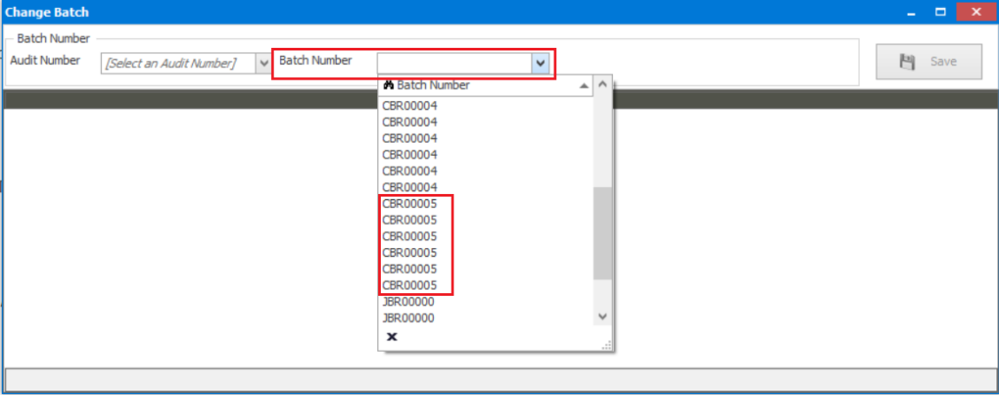 Change Batch
Batch Number
Audit Number [Select an Audit Number] Batch Number
Save
Batch Number
CBR00004
CBR00004
CBR00004
CBR00004
CBR00004
CBR00004
CBR00005
CBR00005
CBR00005
CBR00005
CBR00005
CBR00005
JBR00000
JBR00000